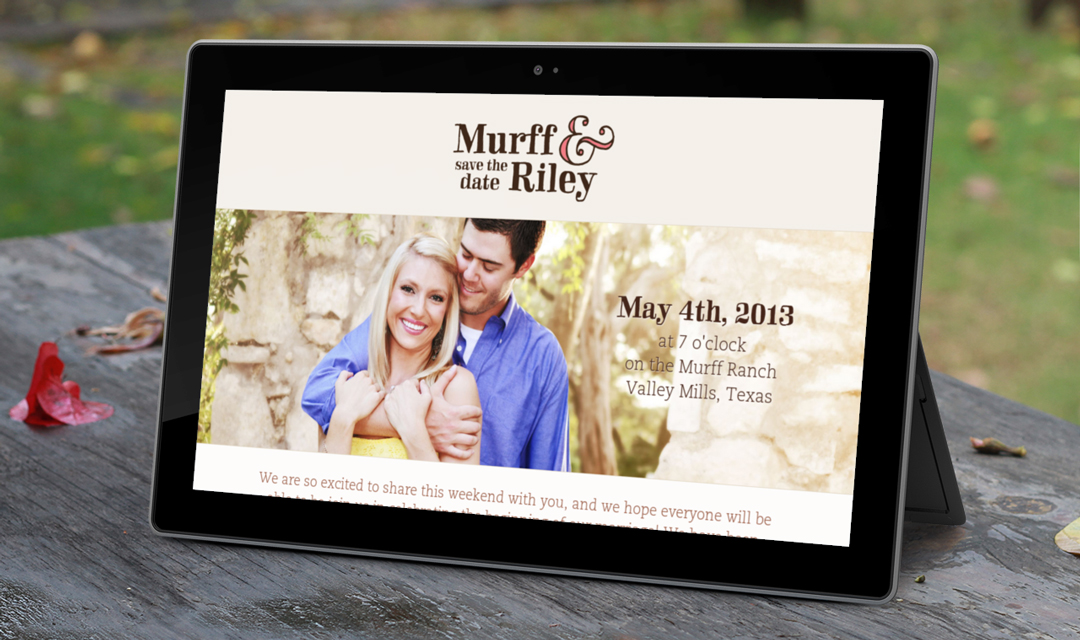 Murff &
save the
date Riley
May 4th, 2013
at 7 o'clock
on the Murff Ranch
Valley Mills, Texas
We are so excited to share this weekend with you, and we hope everyone will be